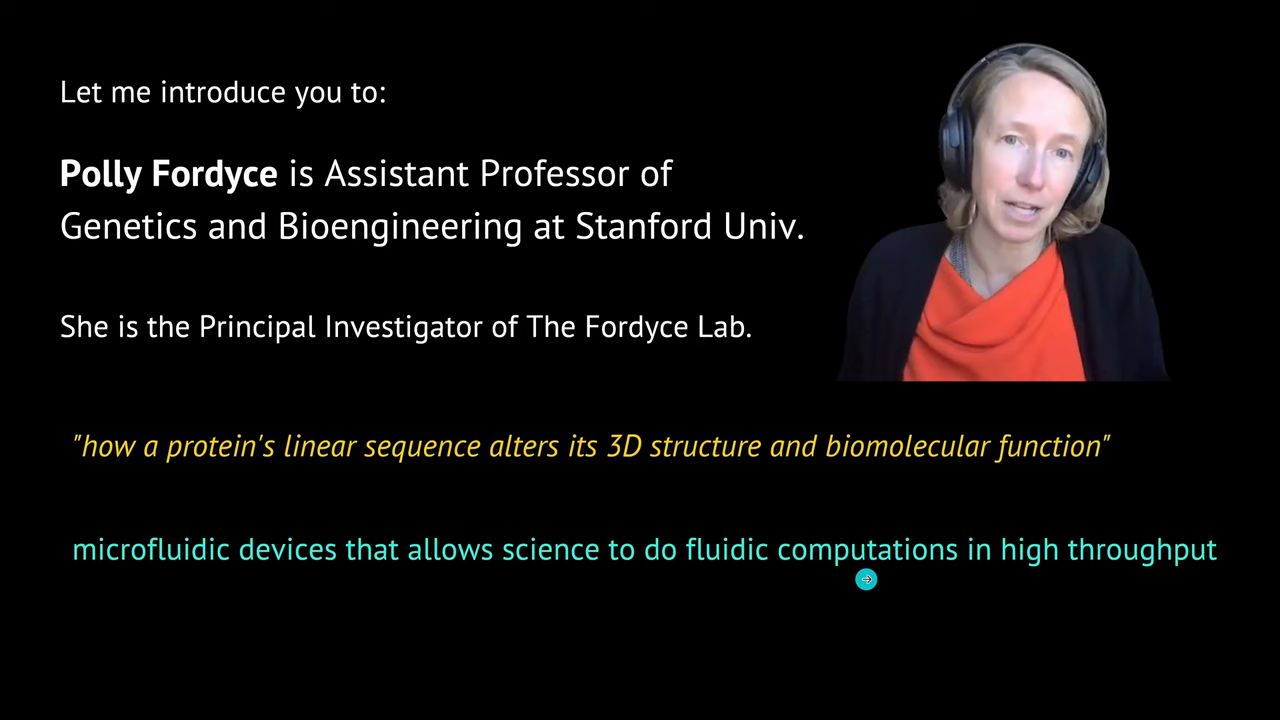 Let me introduce you to:
Polly Fordyce is Assistant Professor of
Genetics and Bioengineering at Stanford Univ.
She is the Principal Investigator of The Fordyce Lab.
"how a protein's linear sequence alters its 3D structure and biomolecular function"
microfluidic devices that allows science to do fluidic computations in high throughput